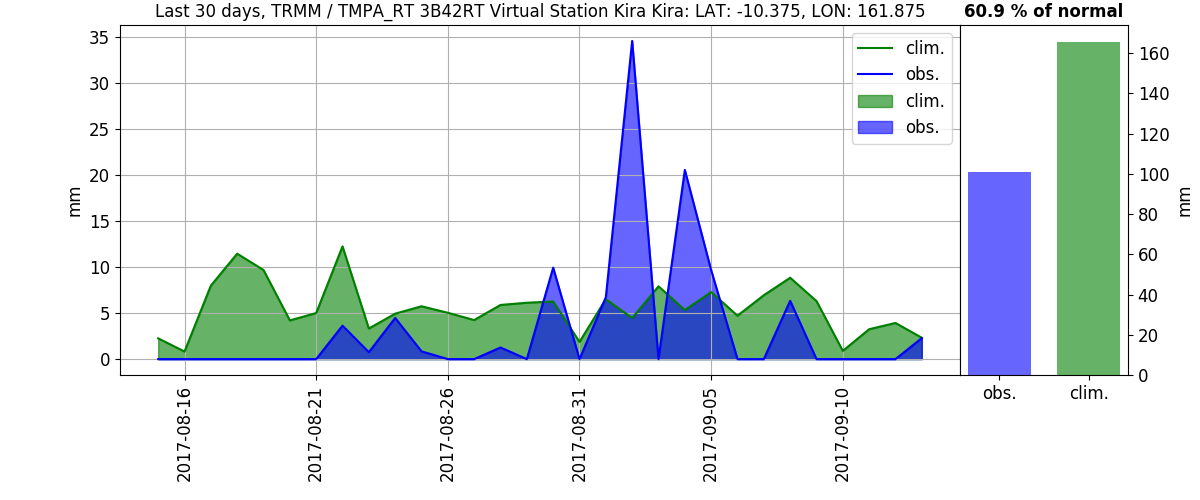 Last 30 days, TRMM / TMPA_RT 3B42RT Virtual Station Kira Kira: LAT: -10.375, LON: 161.875
60.9 % of normal
35
30
25
20
15
10
5
0
mm
clim.
obs.
clim.
obs.
2017-08-16
2017-08-21
2017-08-26
2017-08-31
2017-09-05
2017-09-10
160
140
120
100
80
60
40
20
0
mm
obs.
clim.